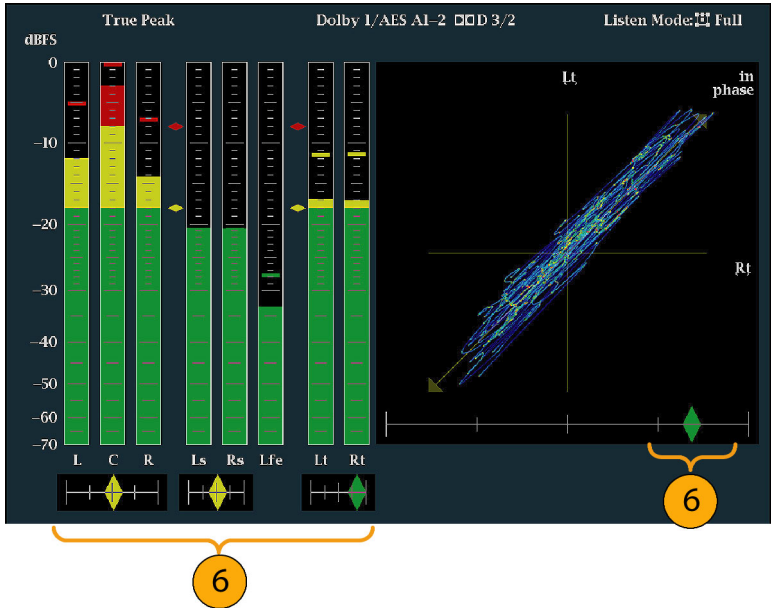 True Peak Dolby 1/AES A1-2 D 3/2 Listen Mode: Full
dBFS
0
-10
-20
-30
-40
-50
-60
-70
L C R Ls Rs Lfe Lt Rt
Lt
in
phase
Rt
6
6